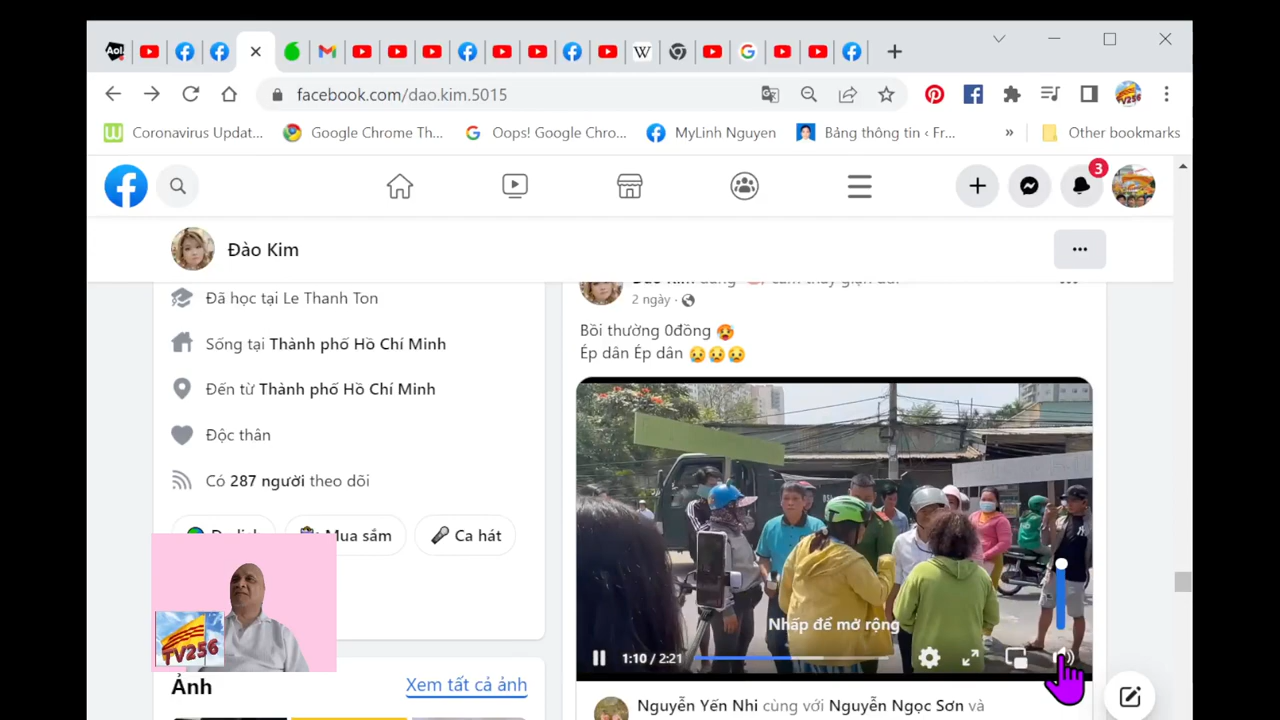 Aol
facebook.com/dao.kim.5015
Coronavirus Updat...
Google Chrome Th...
Oops! Google Chro...
MyLinh Nguyen
Bảng thông tin ‹ Fr...
»
Other bookmarks
3
Đào Kim
Đã học tại Le Thanh Ton
Sống tại Thành phố Hồ Chí Minh
Đến từ Thành phố Hồ Chí Minh
Độc thân
Có 287 người theo dõi
Mua sắm
Ca hát
TV256
Ảnh
Xem tất cả ảnh
2 ngày ·
Bồi thường 0đồng
Ép dân Ép dân
Nhấp để mở rộng
1:10 / 2:21
Nguyễn Yến Nhi cùng với Nguyễn Ngọc Sơn và